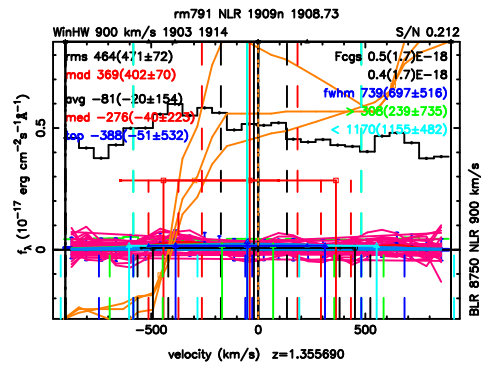 rm791 NLR 1909n 1908.73
WinHW 900 km/s 1903 1914 S/N 0.212
rms 464(471±72) Fcgs 0.5(1.7)E-18
mad 369(402±70) 0.4(1.7)E-18
fwhm 739(697±516)
avg -81(-20±154) > 308(239±735)
med -276(-40±223) < 1170(1155±482)
top -388(-51±532)
0.5
0
fλ (10⁻¹⁷ erg cm⁻²s⁻¹Å⁻¹)
BLR 8750 NLR 900 km/s
-500 0 500
velocity (km/s) z=1.355690